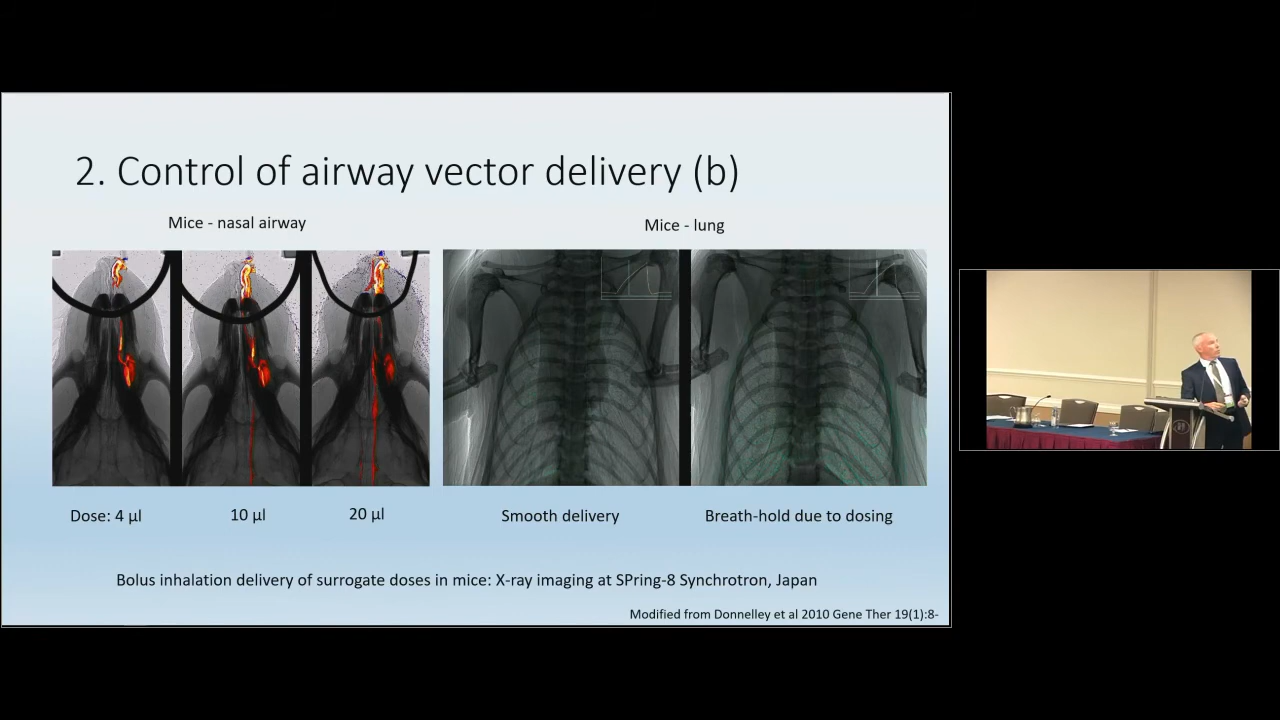 2. Control of airway vector delivery (b)
Mice - nasal airway
Mice - lung
Dose: 4 µl
10 µl
20 µl
Smooth delivery
Breath-hold due to dosing
Bolus inhalation delivery of surrogate doses in mice: X-ray imaging at SPring-8 Synchrotron, Japan
Modified from Donnelley et al 2010 Gene Ther 19(1):8-